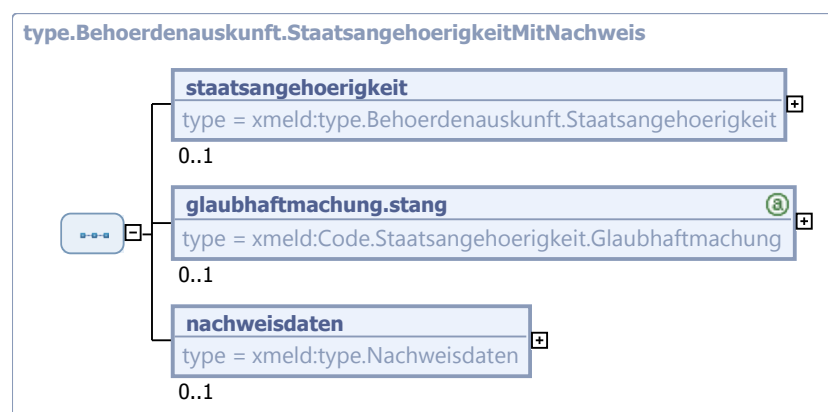 type.Behoerdenauskunft.StaatsangehoerigkeitMitNachweis
staatsangehoerigkeit
type = xmeld:type.Behoerdenauskunft.Staatsangehoerigkeit
0..1
glaubhaftmachung.stang
a
type = xmeld:Code.Staatsangehoerigkeit.Glaubhaftmachung
0..1
nachweisdaten
type = xmeld:type.Nachweisdaten
0..1